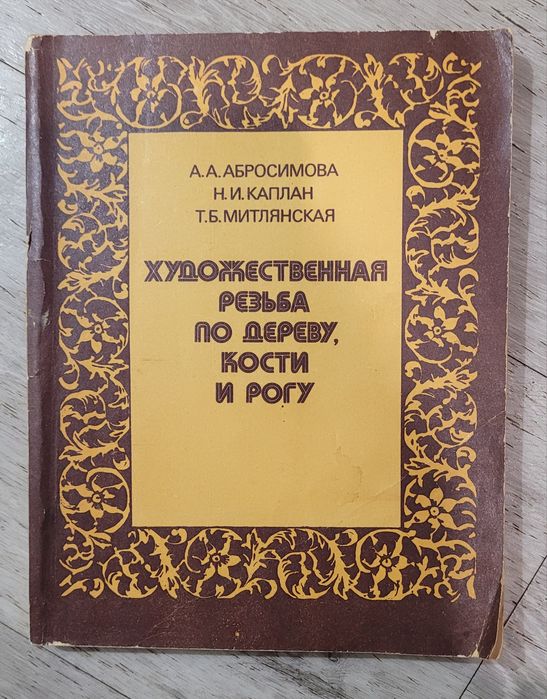 А.А.АБРОСИМОВА
Н.И.КАПЛАН
Т.Б.МИТЛЯНСКАЯ
ХУДОЖЕСТВЕННАЯ
РЕЗЬБА
ПО ДЕРЕВУ,
КОСТИ
И РОГУ